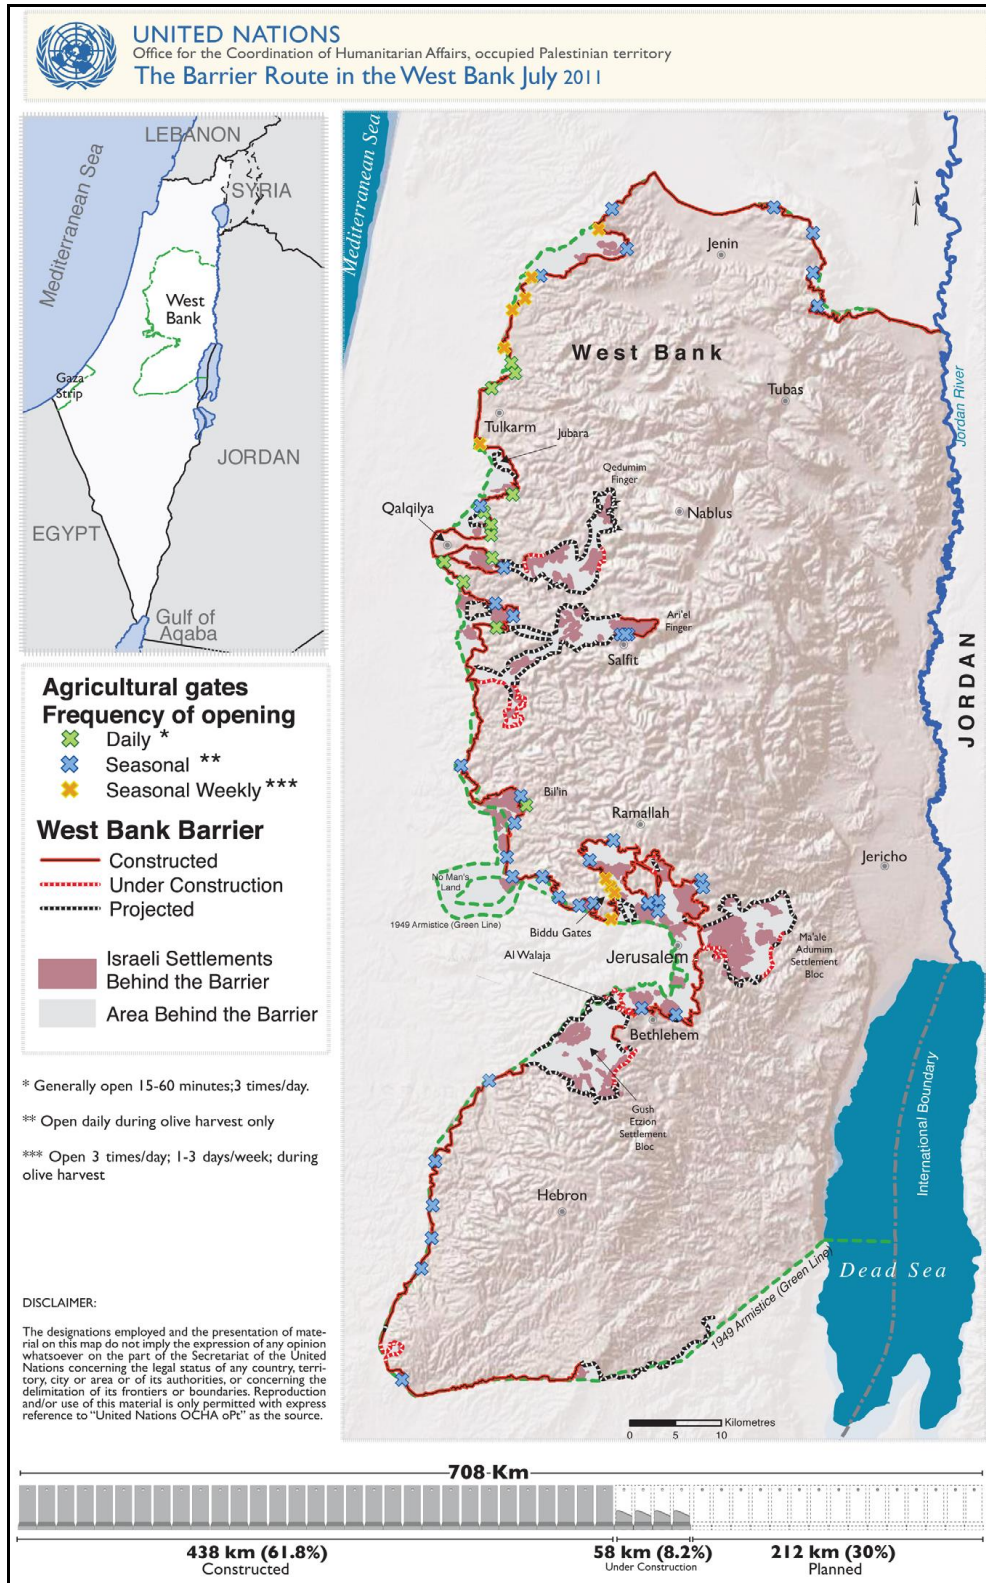 UNITED NATIONS
Office for the Coordination of Humanitarian Affairs, occupied Palestinian territory
The Barrier Route in the West Bank July 2011
LEBANON
SYRIA
Mediterranean Sea
West
Bank
Gaza
Strip
JORDAN
EGYPT
Gulf of
Aqaba
Agricultural gates
Frequency of opening
Daily *
Seasonal **
Seasonal Weekly ***
West Bank Barrier
Constructed
Under Construction
Projected
Israeli Settlements
Behind the Barrier
Area Behind the Barrier
* Generally open 15-60 minutes;3 times/day.
** Open daily during olive harvest only
*** Open 3 times/day; 1-3 days/week; during
olive harvest
DISCLAIMER:
The designations employed and the presentation of mate-
rial on this map do not imply the expression of any opinion
whatsoever on the part of the Secretariat of the United
Nations concerning the legal status of any country, terri-
tory, city or area or of its authorities, or concerning the
delimitation of its frontiers or boundaries. Reproduction
and/or use of this material is only permitted with express
reference to “United Nations OCHA oPt” as the source.
Mediterranean Sea
Jenin
West Bank
Tubas
Jordan River
Tulkarm
Jubara
Qedumim
Finger
Qalqilya
Nablus
Ari'el
Finger
Salfit
JORDAN
Bil'in
Ramallah
Jericho
No Man's
Land
1949 Armistice (Green Line)
Biddu Gates
Al Walaja
Jerusalem
Ma'ale
Adumim
Settlement
Bloc
Bethlehem
Gush
Etzion
Settlement
Bloc
International Boundary
Hebron
Dead Sea
1949 Armistice (Green Line)
Kilometres
0 5 10
708 Km
438 km (61.8%)
Constructed
58 km (8.2%)
Under Construction
212 km (30%)
Planned